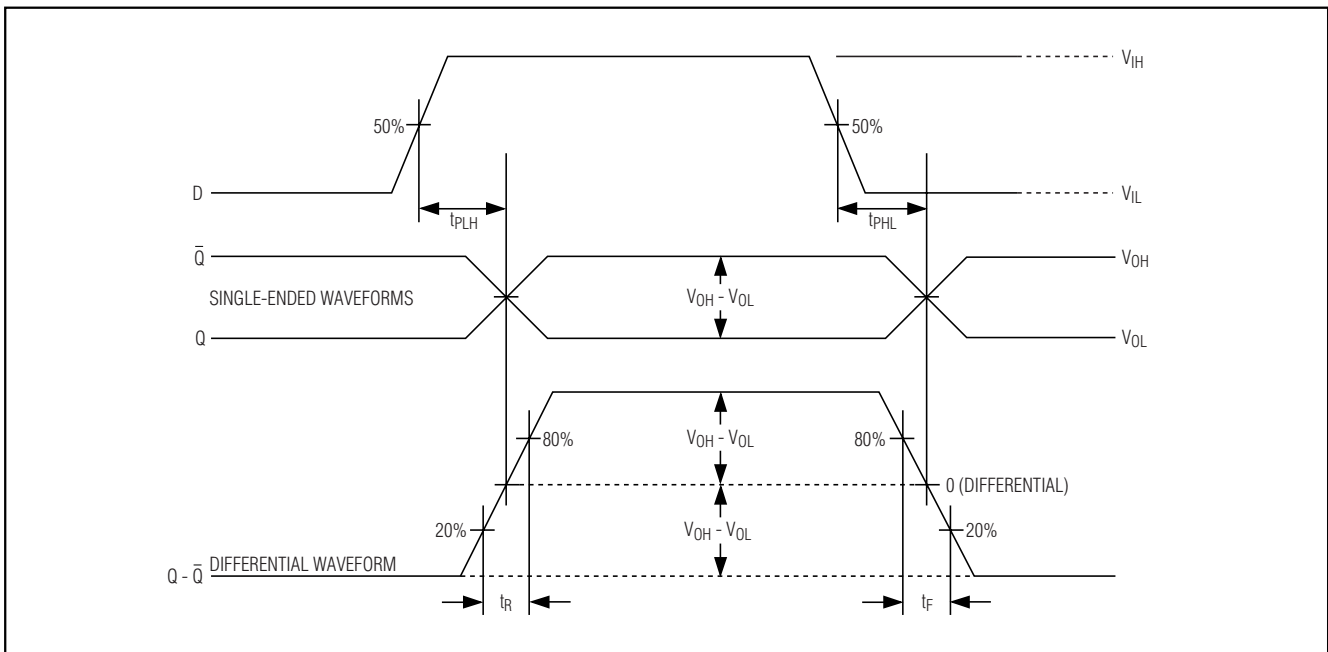 V_IH
50%
50%
D
V_IL
t_PLH
t_PHL
Q̄
V_OH
SINGLE-ENDED WAVEFORMS
V_OH - V_OL
Q
V_OL
80%
V_OH - V_OL
80%
0 (DIFFERENTIAL)
20%
V_OH - V_OL
20%
DIFFERENTIAL WAVEFORM
Q - Q̄
t_R
t_F